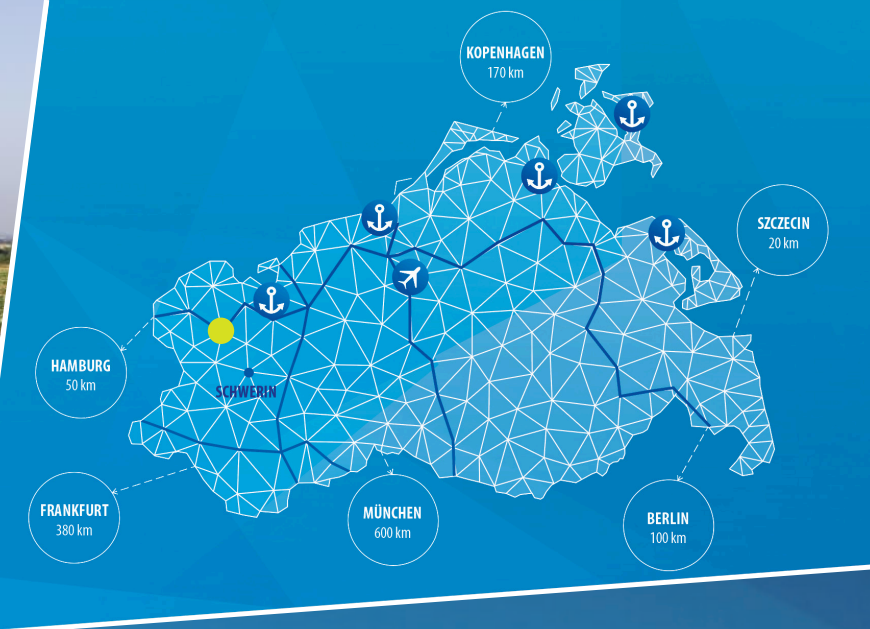 KOPENHAGEN
170 km
SZCZECIN
20 km
HAMBURG
50 km
SCHWERIN
FRANKFURT
380 km
MÜNCHEN
600 km
BERLIN
100 km